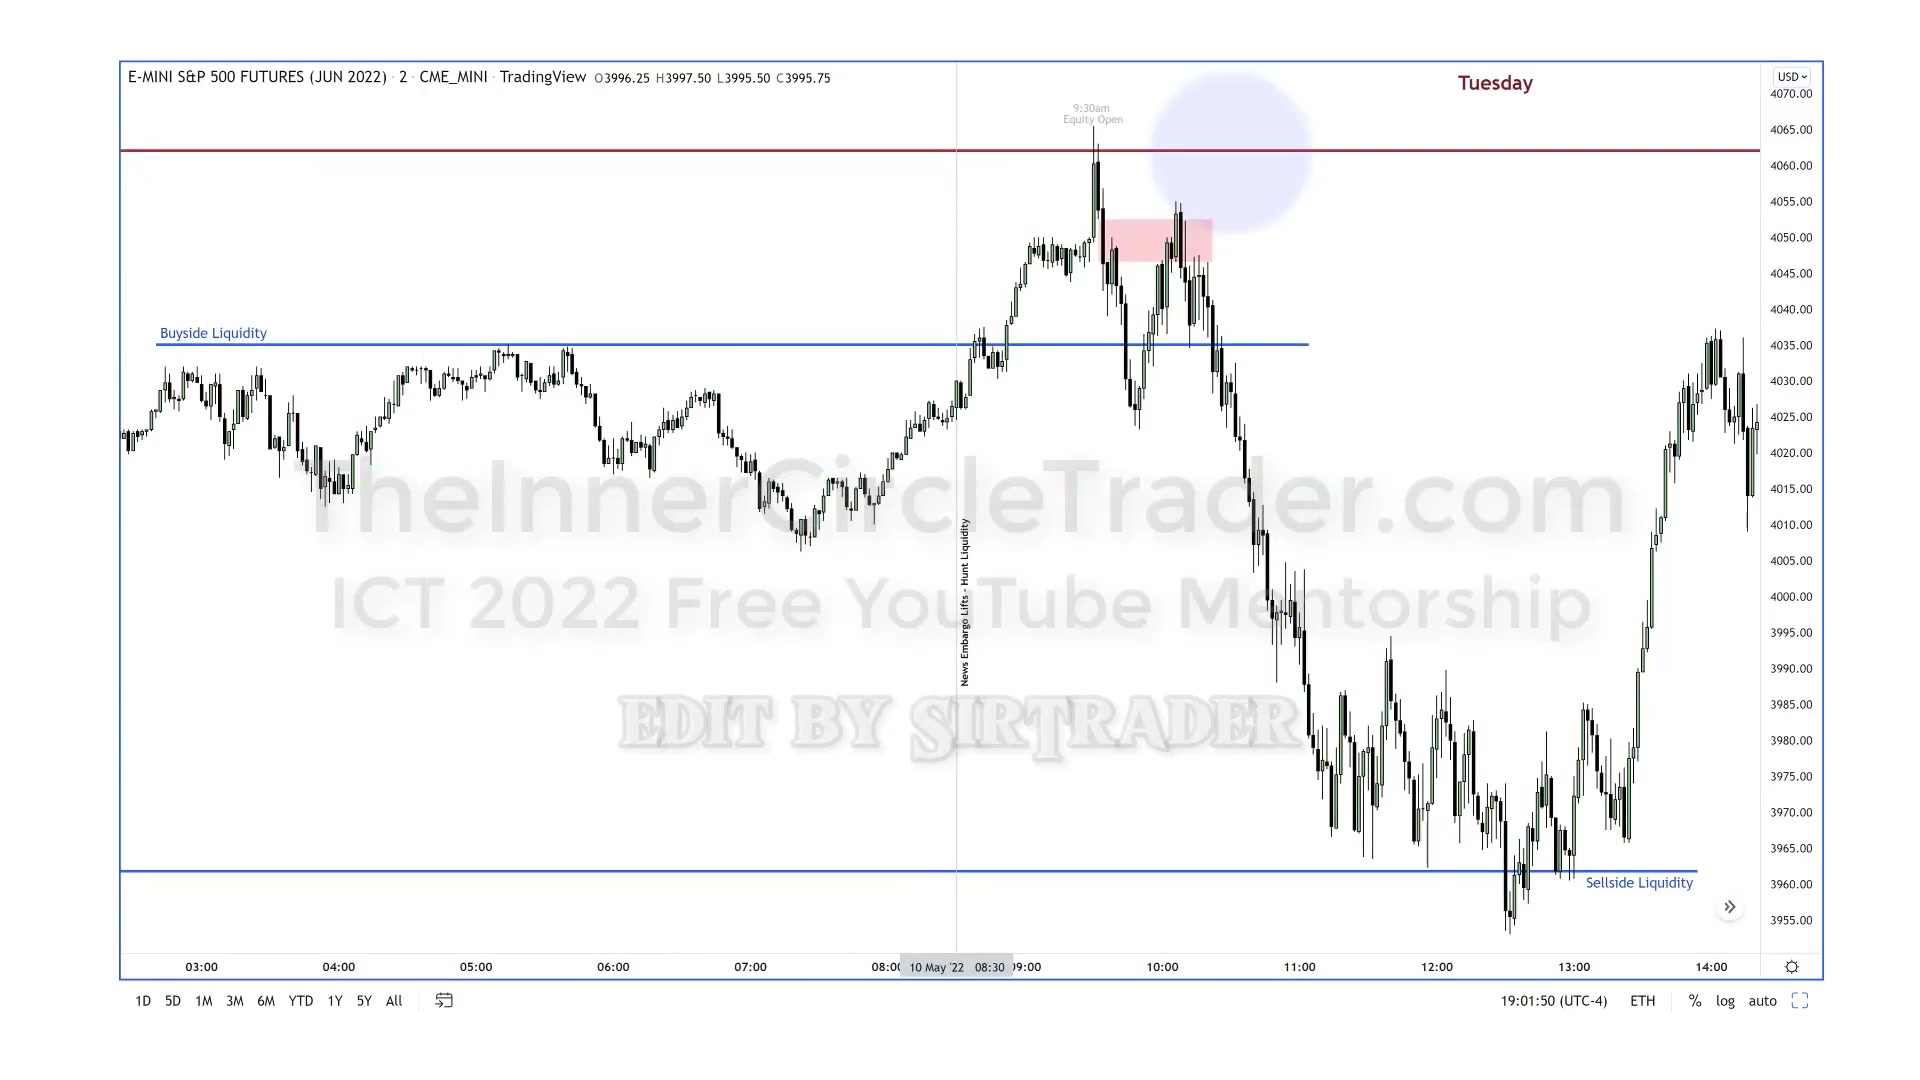 E-MINI S&P 500 FUTURES (JUN 2022) · 2 · CME_MINI · TradingView O3996.25 H3997.50 L3995.50 C3995.75
Tuesday
USD
4070.00
9:30am
Equity Open
4065.00
4060.00
4055.00
4050.00
4045.00
4040.00
Buyside Liquidity
4035.00
4030.00
4025.00
4020.00
TheInnerCircleTrader.com
4015.00
4010.00
4005.00
ICT 2022 Free YouTube Mentorship
4000.00
News Embargo Lifts - Hunt Liquidity
3995.00
3990.00
EDIT BY SIRTRADER
3985.00
3980.00
3975.00
3970.00
3965.00
Sellside Liquidity
3960.00
3955.00
03:00 04:00 05:00 06:00 07:00 08:00 10 May '22 08:30 09:00 10:00 11:00 12:00 13:00 14:00
1D 5D 1M 3M 6M YTD 1Y 5Y All 19:01:50 (UTC-4) ETH % log auto